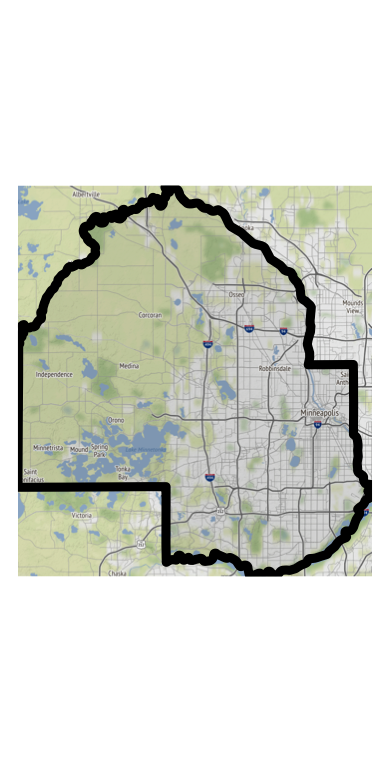 Albertville
Osseo
Corcoran
Mounds
View
Independence
Medina
Robbinsdale
Orono
Minneapolis
Minnetrista
Mound
Spring
Park
Tonka
Bay
Saint
Victoria
Chaska